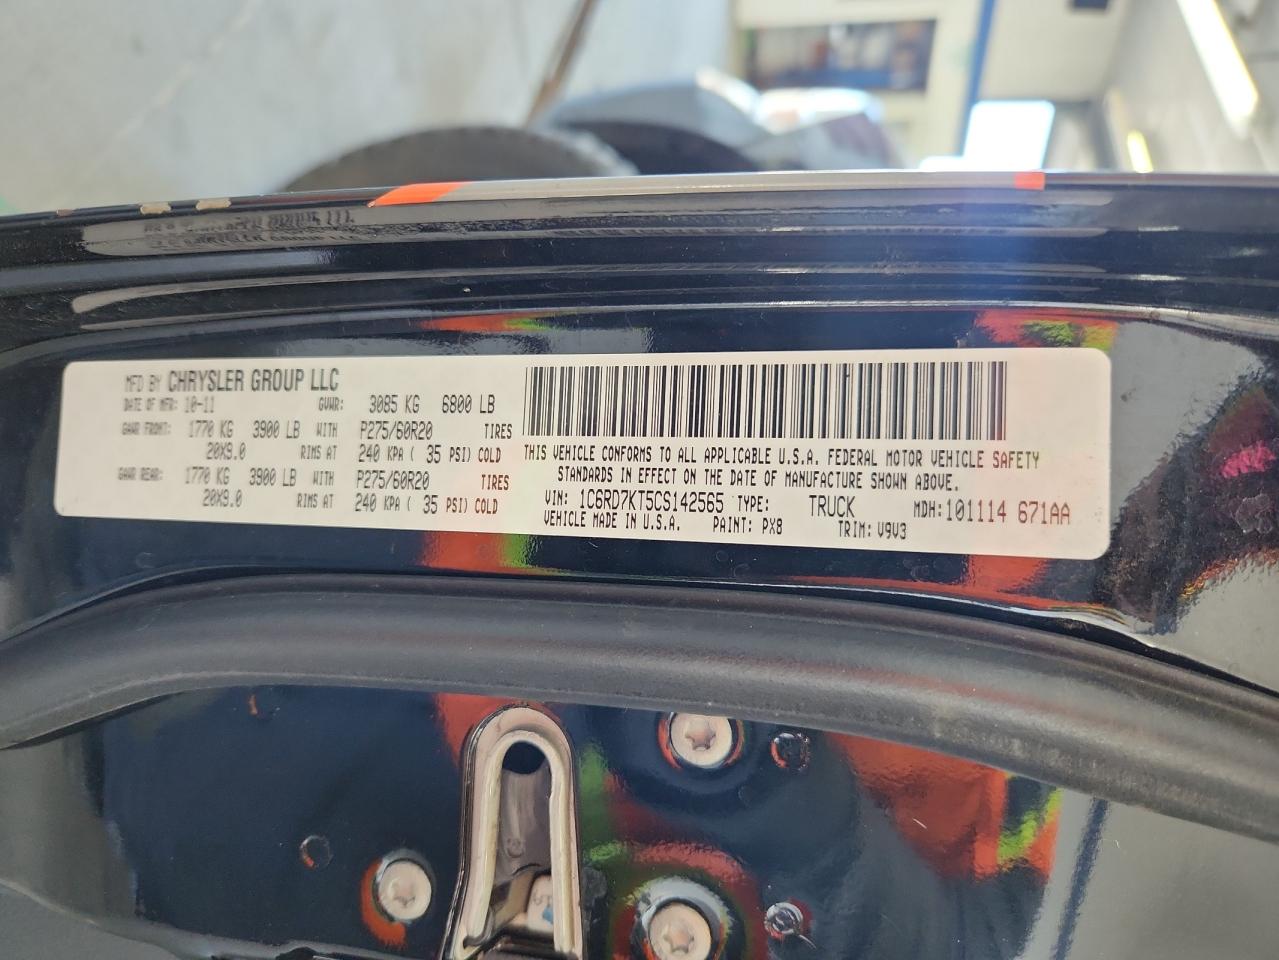 MFD BY CHRYSLER GROUP LLC
DATE OF MFR: 10-11 GVWR: 3085 KG 6800 LB
GAWR FRONT: 1770 KG 3900 LB WITH P275/60R20 TIRES
20X9.0 RIMS AT 240 KPA ( 35 PSI) COLD
GAWR REAR: 1770 KG 3900 LB WITH P275/60R20 TIRES
20X9.0 RIMS AT 240 KPA ( 35 PSI) COLD
THIS VEHICLE CONFORMS TO ALL APPLICABLE U.S.A. FEDERAL MOTOR VEHICLE SAFETY
STANDARDS IN EFFECT ON THE DATE OF MANUFACTURE SHOWN ABOVE.
VIN: 1C6RD7KT5CS142565 TYPE: TRUCK MDH:101114 671AA
VEHICLE MADE IN U.S.A. PAINT: PX8 TRIM: V9V3